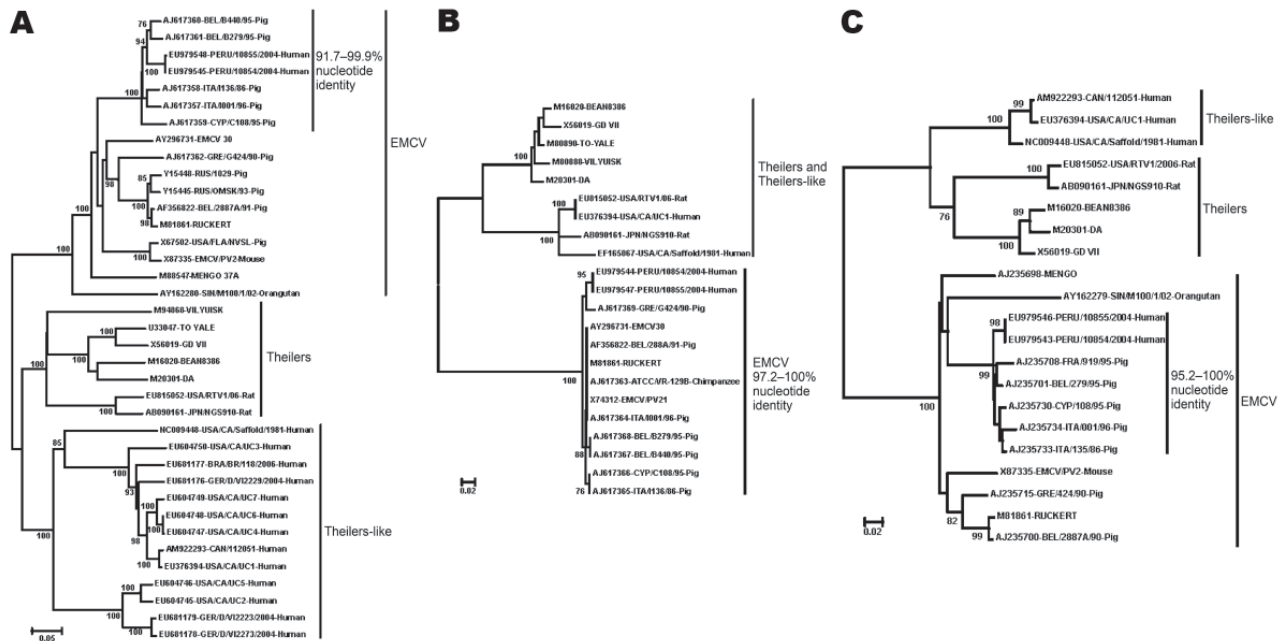 A
76
AJ617360-BEL/B440/95-Pig
AJ617361-BEL/B279/95-Pig
94
EU979548-PERU/10855/2004-Human
100
EU979545-PERU/10854/2004-Human
100
AJ617358-ITA/I136/86-Pig
AJ617357-ITA/I001/96-Pig
AJ617359-CYP/C108/95-Pig
91.7–99.9%
nucleotide
identity
AY296731-EMCV 30
AJ617362-GRE/G424/90-Pig
98
85
Y15448-RUS/1029-Pig
Y15445-RUS/OMSK/93-Pig
100
AF356822-BEL/2887A/91-Pig
98
M81861-RUCKERT
X67502-USA/FLA/NVSL-Pig
100
X87335-EMCV/PV2-Mouse
100
M88547-MENGO 37A
AY162280-SIN/M100/1/02-Orangutan
EMCV
M94868-VILYUISK
100
U33047-TO YALE
X56019-GD VII
100
M16020-BEAN8386
M20301-DA
100
EU815052-USA/RTV1/06-Rat
100
AB090161-JPN/NGS910-Rat
Theilers
NC009448-USA/CA/Saffold/1981-Human
85
EU604750-USA/CA/UC3-Human
100
BRA/BR/118/2006-Human
EU681176-GER/D/VI2229/2004-Human
93
EU604749-USA/CA/UC7-Human
100
EU604748-USA/CA/UC6-Human
100
EU604747-USA/CA/UC4-Human
98
AM922293-CAN/112051-Human
100
EU376394-USA/CA/UC1-Human
100
EU604746-USA/CA/UC5-Human
100
EU604745-USA/CA/UC2-Human
100
EU681179-GER/D/VI2223/2004-Human
100
EU681178-GER/D/VI2273/2004-Human
Theilers-like
0.05
B
M16020-BEAN8386
X56019-GD VII
100
M80890-TO-YALE
M80888-VILYUISK
M20301-DA
EU815052-USA/RTV1/06-Rat
100
EU376394-USA/CA/UC1-Human
100
AB090161-JPN/NGS910-Rat
EF165067-USA/CA/Saffold/1981-Human
Theilers and
Theilers-like
95
EU979544-PERU/10854/2004-Human
EU979547-PERU/10855/2004-Human
AJ617369-GRE/G424/90-Pig
AY296731-EMCV30
AF356822-BEL/288A/91-Pig
M81861-RUCKERT
100
AJ617363-ATCC/VR-129B-Chimpanzee
X74312-EMCV/PV21
AJ617364-ITA/I001/96-Pig
AJ617368-BEL/B279/95-Pig
88
AJ617367-BEL/B440/95-Pig
AJ617366-CYP/C108/95-Pig
76
AJ617365-ITA/I136/86-Pig
EMCV
97.2–100%
nucleotide
identity
0.02
C
AM922293-CAN/112051-Human
99
EU376394-USA/CA/UC1-Human
100
NC009448-USA/CA/Saffold/1981-Human
Theilers-like
EU815052-USA/RTV1/2006-Rat
100
AB090161-JPN/NGS910-Rat
76
M16020-BEAN8386
89
M20301-DA
100
X56019-GD VII
Theilers
AJ235698-MENGO
AY162279-SIN/M100/1/02-Orangutan
EU979546-PERU/10855/2004-Human
98
EU979543-PERU/10854/2004-Human
AJ235708-FRA/919/95-Pig
99
AJ235701-BEL/279/95-Pig
AJ235730-CYP/108/95-Pig
100
AJ235734-ITA/001/96-Pig
AJ235733-ITA/135/86-Pig
95.2–100%
nucleotide
identity
X87335-EMCV/PV2-Mouse
AJ235715-GRE/424/90-Pig
82
M81861-RUCKERT
99
AJ235700-BEL/2887A/90-Pig
EMCV
0.02